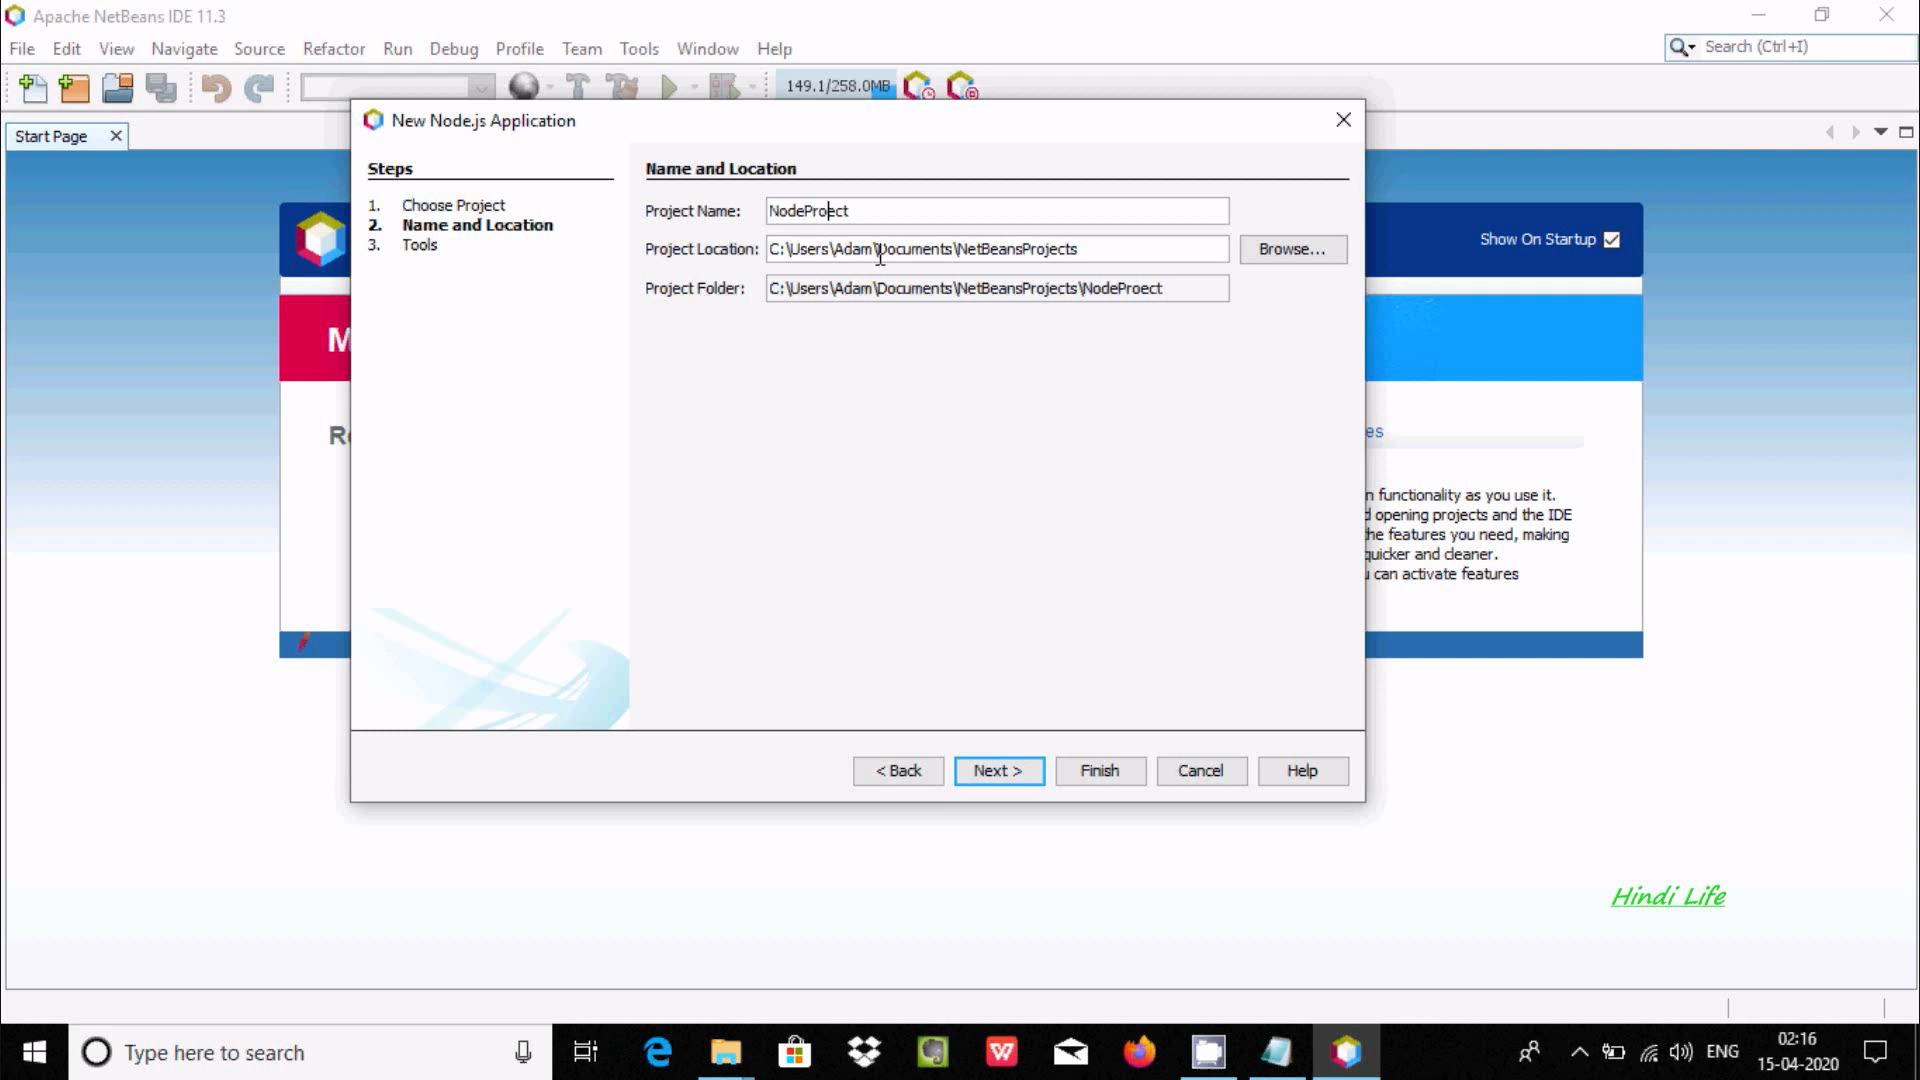 Apache NetBeans IDE 11.3
File Edit View Navigate Source Refactor Run Debug Profile Team Tools Window Help
Search (Ctrl+I)
149.1/258.0MB
Start Page
New Node.js Application
Steps
1. Choose Project
2. Name and Location
3. Tools
Name and Location
Project Name: NodeProect
Project Location: C:\Users\Adam\Documents\NetBeansProjects Browse...
Project Folder: C:\Users\Adam\Documents\NetBeansProjects\NodeProect
Show On Startup
M
Re
es
n functionality as you use it.
d opening projects and the IDE
the features you need, making
quicker and cleaner.
u can activate features
< Back Next > Finish Cancel Help
Hindi Life
Type here to search
ENG
02:16
15-04-2020